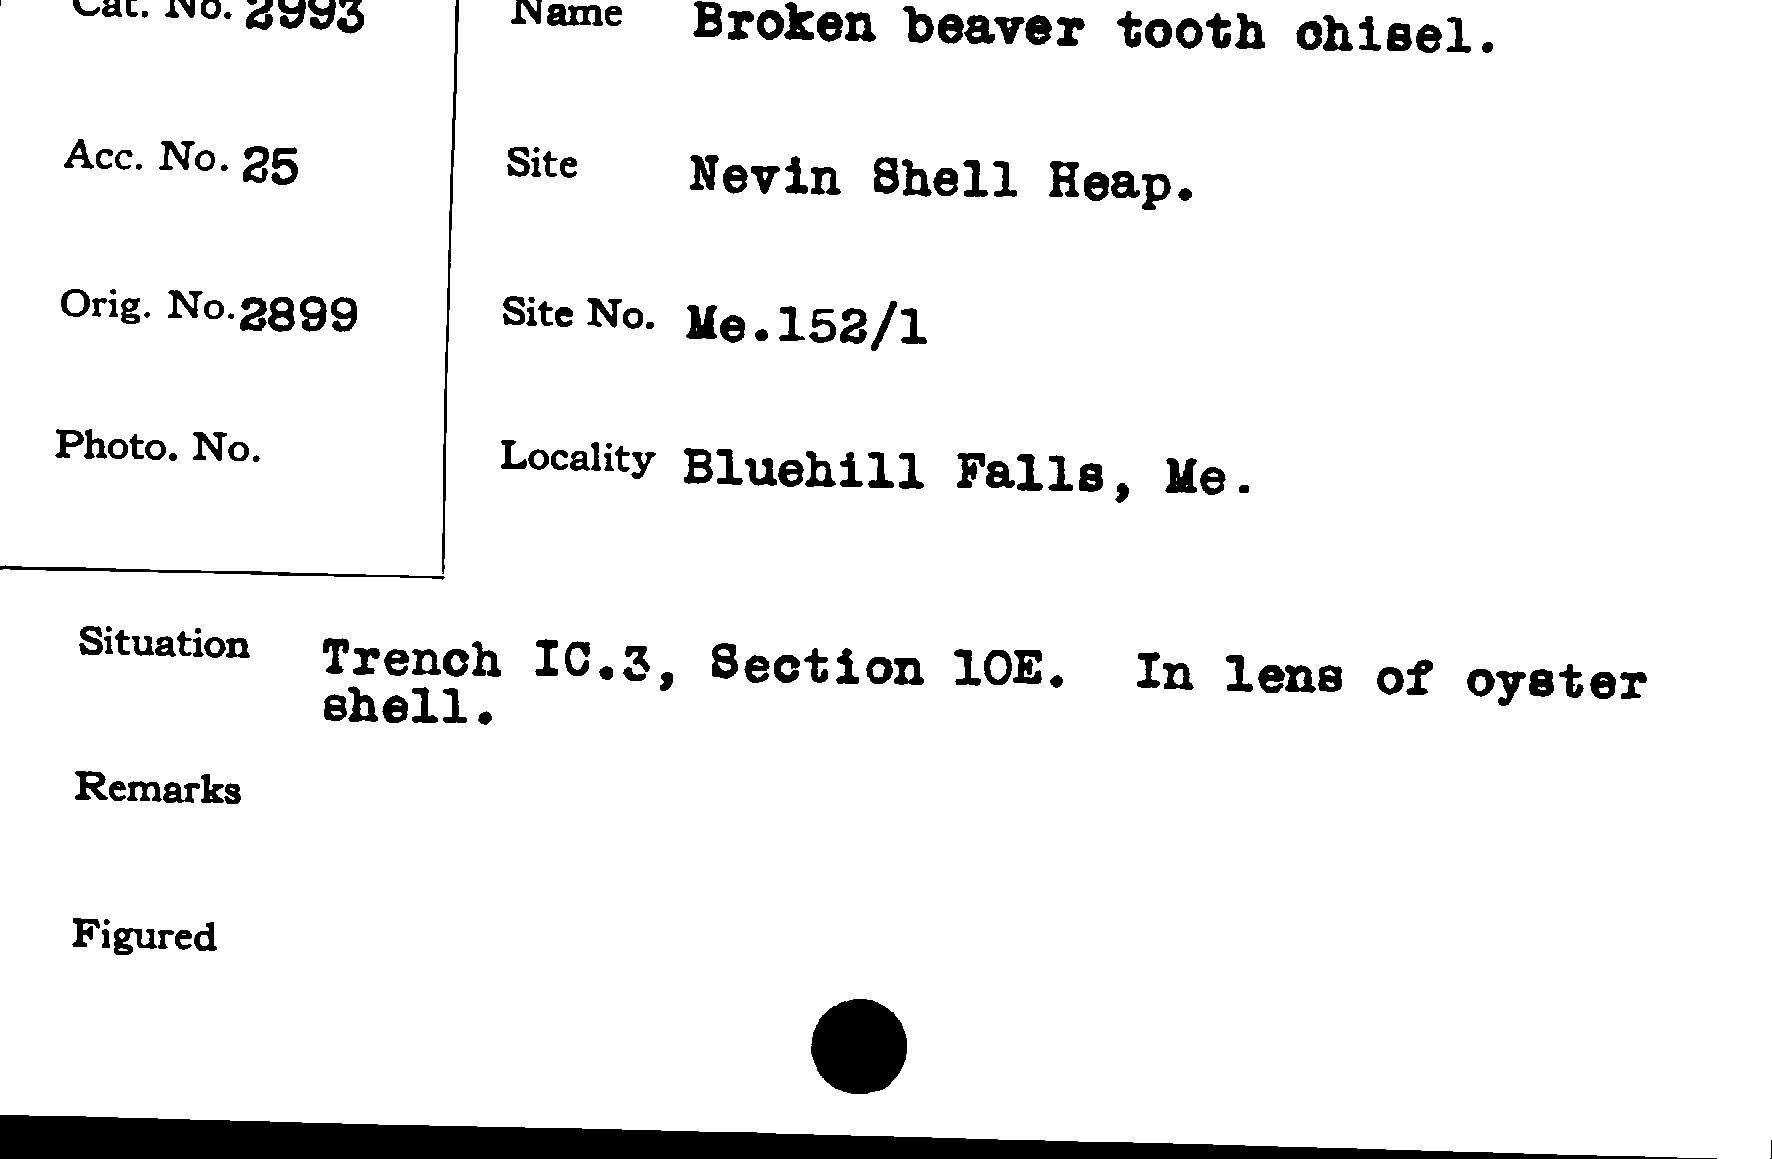 Cat. No. 2993
Name Broken beaver tooth chisel.
Acc. No. 25
Site Nevin Shell Heap.
Orig. No. 2899
Site No. Me.152/1
Photo. No.
Locality Bluehill Falls, Me.
Situation Trench IC.3, Section 10E. In lens of oyster
shell.
Remarks
Figured